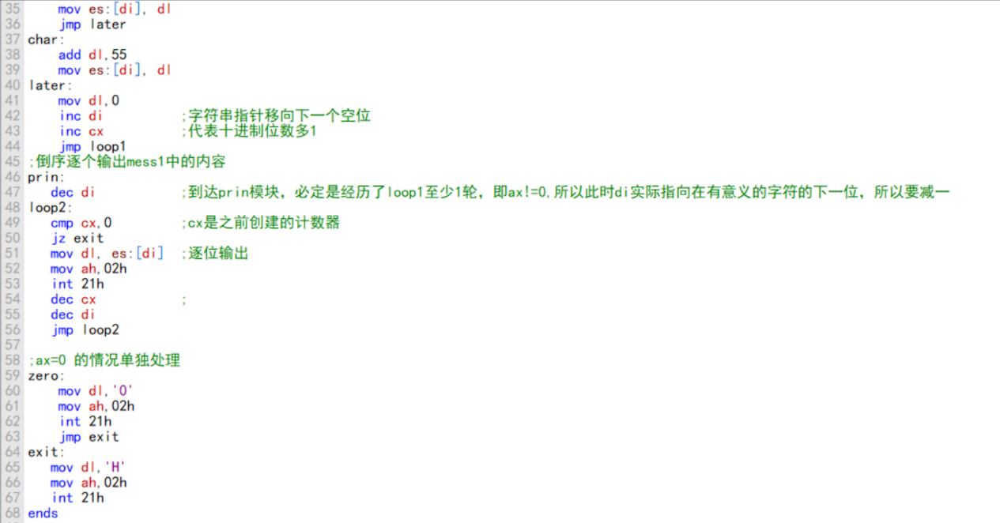 35 mov es:[di], dl
36 jmp later
37 char:
38 add dl,55
39 mov es:[di], dl
40 later:
41 mov dl,0
42 inc di ;字符串指针移向下一个空位
43 inc cx ;代表十进制位数多1
44 jmp loop1
45 ;倒序逐个输出mess1中的内容
46 prin:
47 dec di ;到达prin模块，必定是经历了loop1至少1轮，即ax!=0,所以此时di实际指向在有意义的字符的下一位，所以要减一
48 loop2:
49 cmp cx,0 ;cx是之前创建的计数器
50 jz exit
51 mov dl, es:[di] ;逐位输出
52 mov ah,02h
53 int 21h
54 dec cx ;
55 dec di
56 jmp loop2
57
58 ;ax=0 的情况单独处理
59 zero:
60 mov dl,'0'
61 mov ah,02h
62 int 21h
63 jmp exit
64 exit:
65 mov dl,'H'
66 mov ah,02h
67 int 21h
68 ends